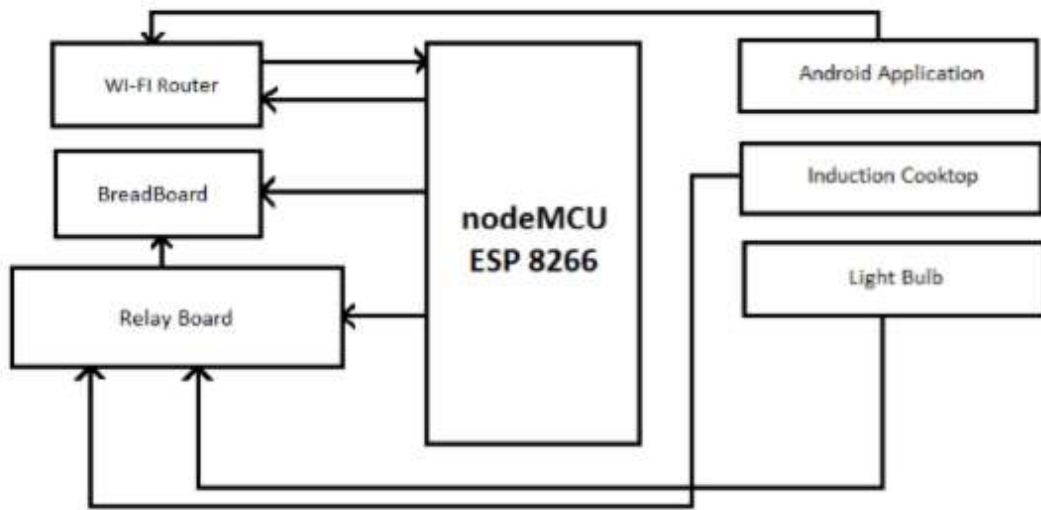 WI-FI Router
BreadBoard
Relay Board
nodeMCU
ESP 8266
Android Application
Induction Cooktop
Light Bulb